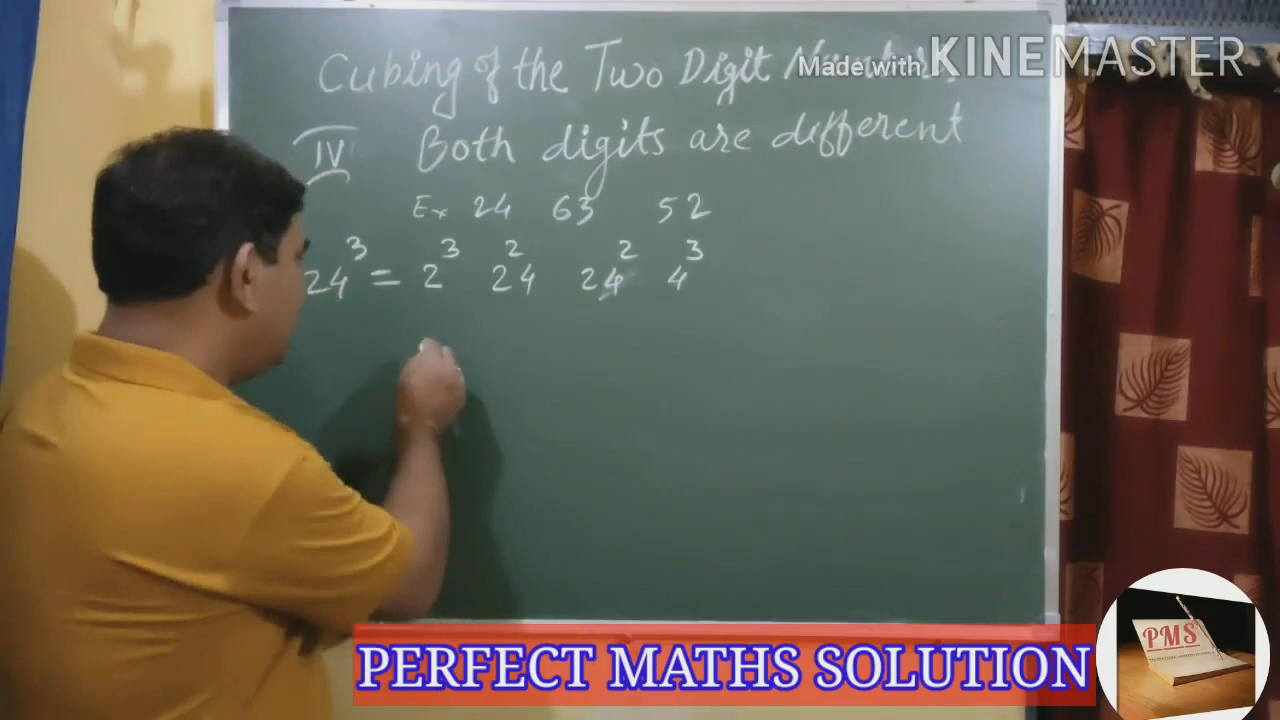 Cubing of the Two Digit
Made with KINEMASTER
IV Both digits are different
Ex 24 63 52
24³ = 2³ 2²4 24² 4³
PMS
PERFECT MATHS SOLUTION